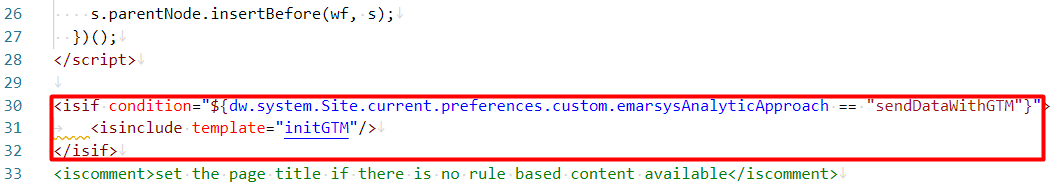 26 s.parentNode.insertBefore(wf, s);
27 })();
28 </script>
29
30 <isif condition="${dw.system.Site.current.preferences.custom.emarsysAnalyticApproach == "sendDataWithGTM"}">
31 <isinclude template="initGTM"/>
32 </isif>
33 <iscomment>set the page title if there is no rule based content available</iscomment>